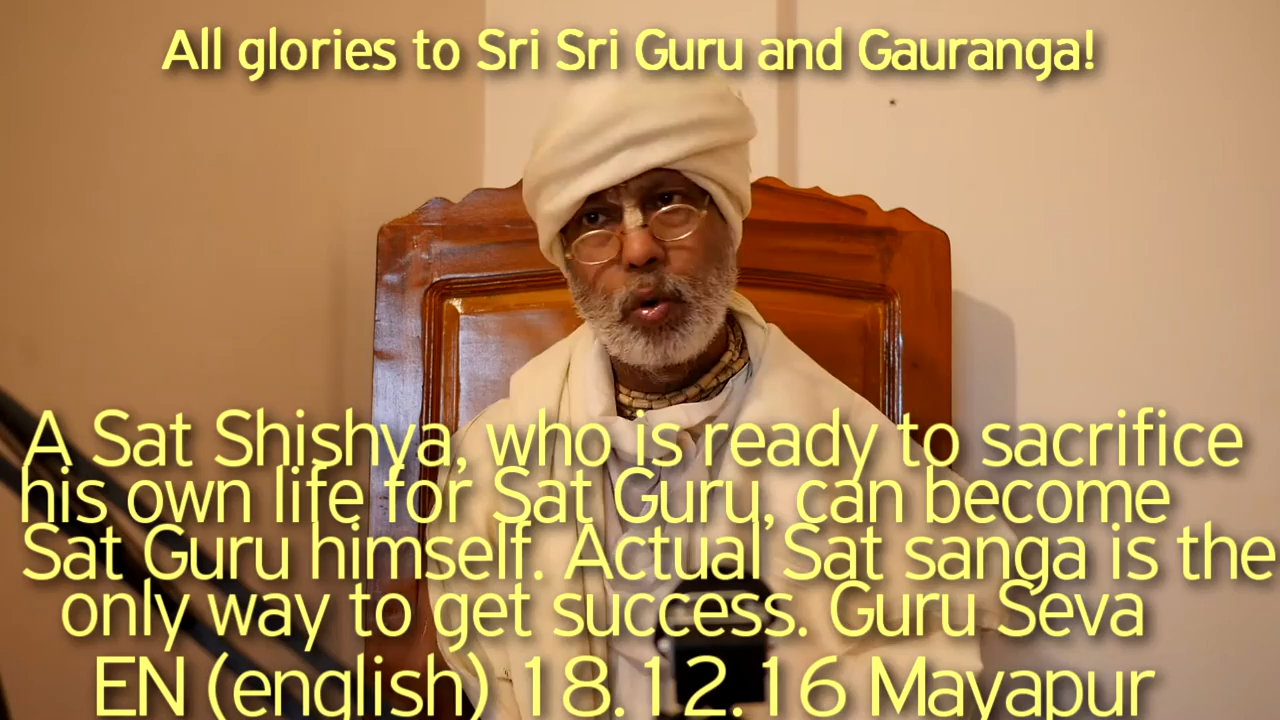 All glories to Sri Sri Guru and Gauranga!
A Sat Shishya, who is ready to sacrifice
his own life for Sat Guru, can become
Sat Guru himself. Actual Sat sanga is the
only way to get success. Guru Seva
EN (english) 18.12.16 Mayapur